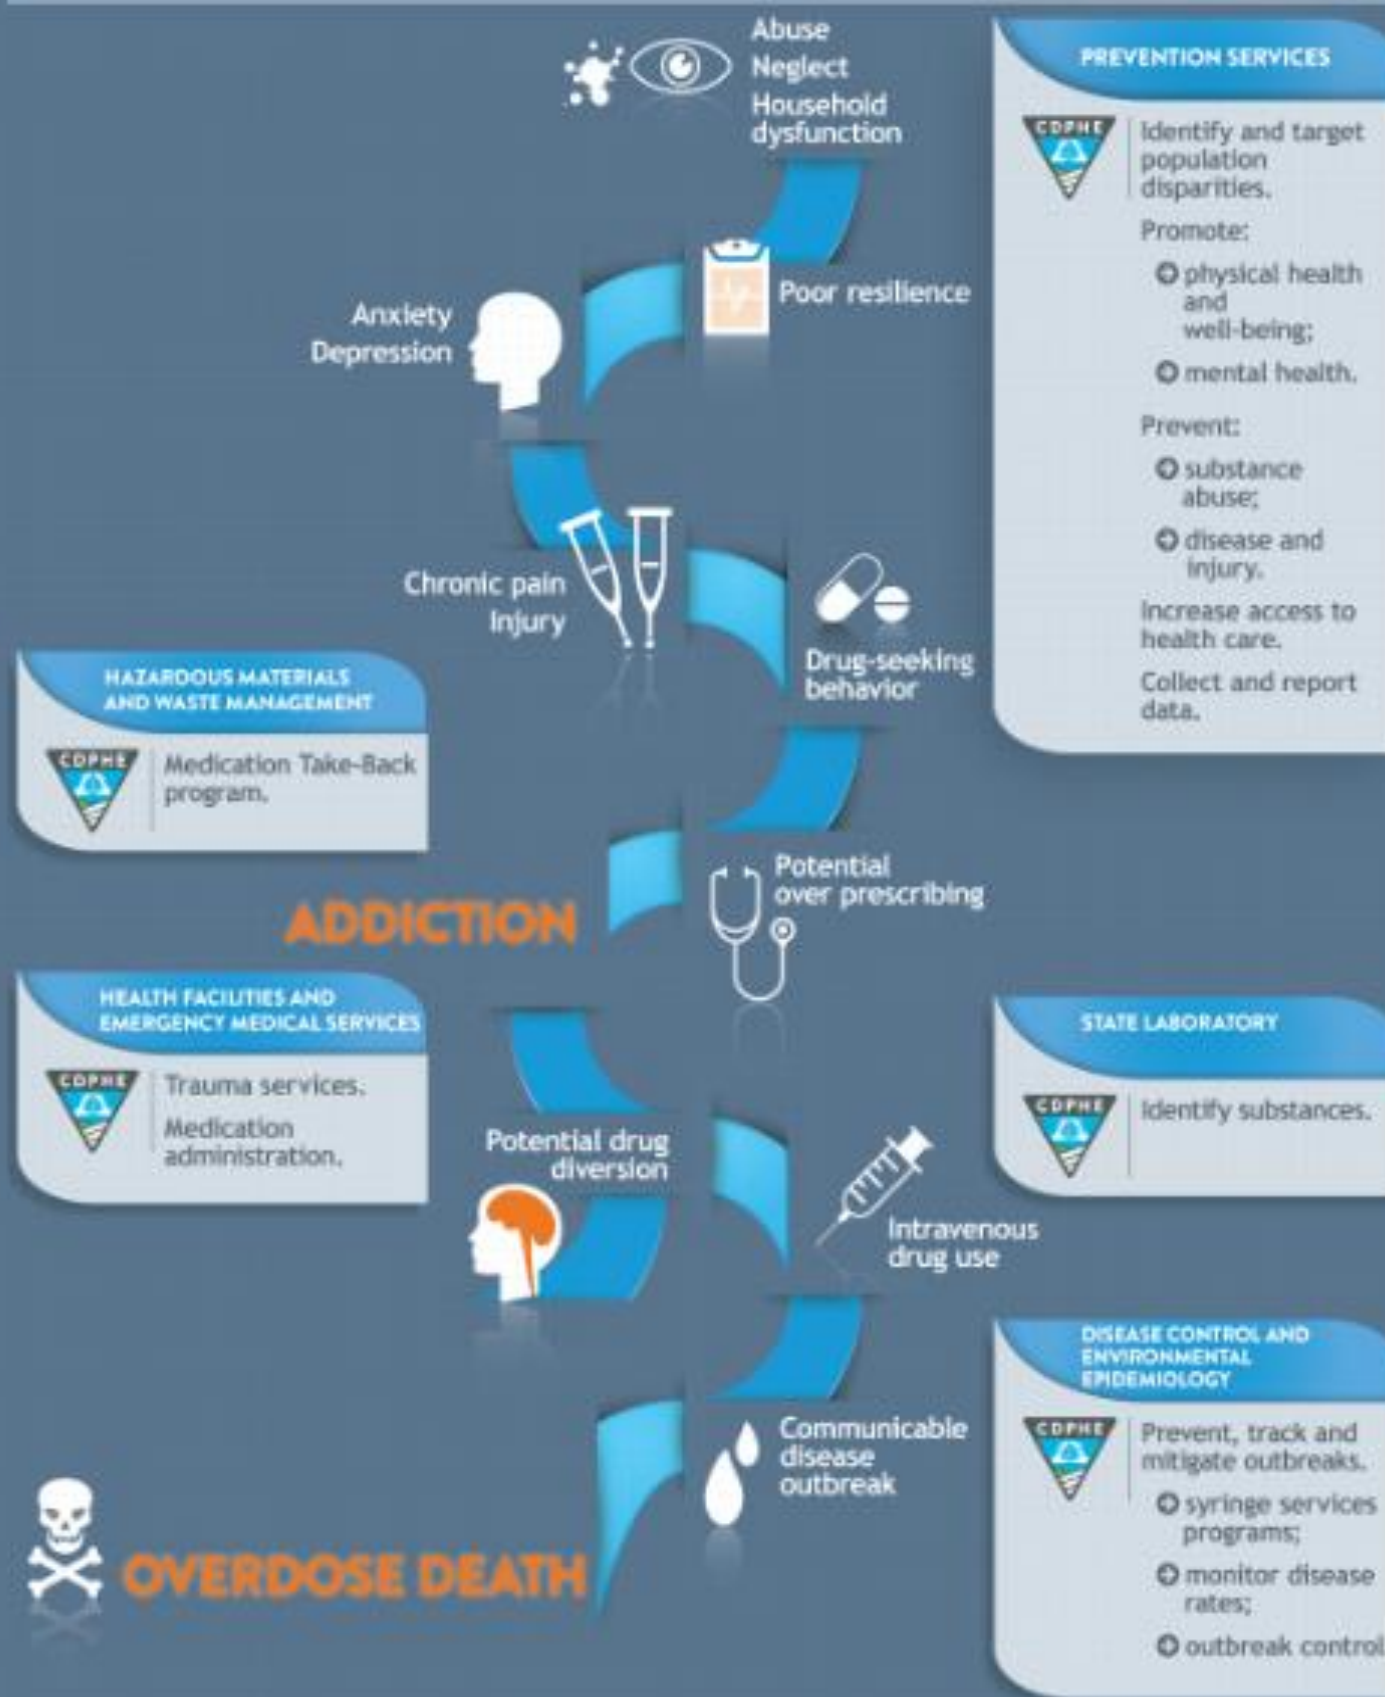 Abuse
Neglect
Household
dysfunction
Poor resilience
Anxiety
Depression
Chronic pain
Injury
Drug-seeking
behavior
Potential
over prescribing
ADDICTION
Potential drug
diversion
Intravenous
drug use
Communicable
disease
outbreak
OVERDOSE DEATH
PREVENTION SERVICES
CDPHE
Identify and target
population
disparities.
Promote:
physical health
and
well-being;
mental health.
Prevent:
substance
abuse;
disease and
injury.
Increase access to
health care.
Collect and report
data.
HAZARDOUS MATERIALS
AND WASTE MANAGEMENT
CDPHE
Medication Take-Back
program.
HEALTH FACILITIES AND
EMERGENCY MEDICAL SERVICES
CDPHE
Trauma services.
Medication
administration.
STATE LABORATORY
CDPHE
Identify substances.
DISEASE CONTROL AND
ENVIRONMENTAL
EPIDEMIOLOGY
CDPHE
Prevent, track and
mitigate outbreaks.
syringe services
programs;
monitor disease
rates;
outbreak control